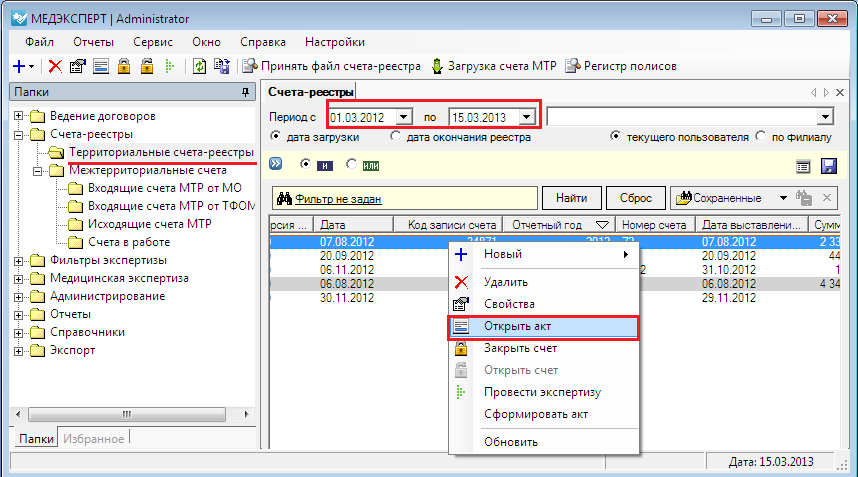 МЕДЭКСПЕРТ | Administrator
Файл Отчеты Сервис Окно Справка Настройки
Принять файл счета-реестра Загрузка счета МТР Регистр полисов
Папки
Ведение договоров
Счета-реестры
Территориальные счета-реестры
Межтерриториальные счета
Входящие счета МТР от МО
Входящие счета МТР от ТФОМ
Исходящие счета МТР
Счета в работе
Фильтры экспертизы
Медицинская экспертиза
Администрирование
Отчеты
Справочники
Экспорт
Папки Избранное
Счета-реестры
Период с 01.03.2012 по 15.03.2013
дата загрузки дата окончания реестра текущего пользователя по филиалу
и или
Фильтр не задан Найти Сброс Сохраненные
рсия ... Дата Код записи счета Отчетный год Номер счета Дата выставлени... Сумм
07.08.2012 07.08.2012 2 33
20.09.2012 20.09.2012 44
06.11.2012 2 31.10.2012 1
06.08.2012 06.08.2012 4 34
30.11.2012 29.11.2012
Новый
Удалить
Свойства
Открыть акт
Закрыть счет
Открыть счет
Провести экспертизу
Сформировать акт
Обновить
Дата: 15.03.2013